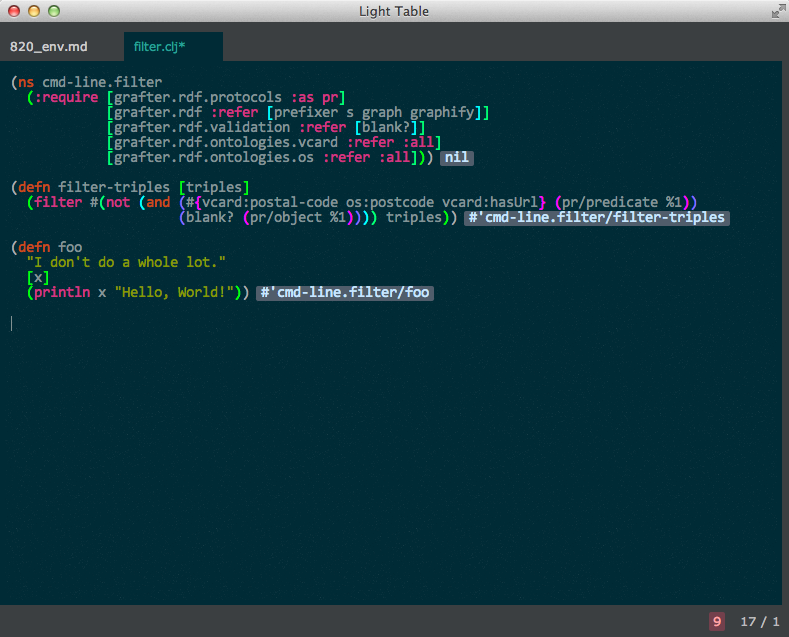 Light Table
820_env.md filter.clj*
(ns cmd-line.filter
  (:require [grafter.rdf.protocols :as pr]
            [grafter.rdf :refer [prefixer s graph graphify]]
            [grafter.rdf.validation :refer [blank?]]
            [grafter.rdf.ontologies.vcard :refer :all]
            [grafter.rdf.ontologies.os :refer :all])) nil
(defn filter-triples [triples]
  (filter #(not (and (#{vcard:postal-code os:postcode vcard:hasUrl} (pr/predicate %1))
                     (blank? (pr/object %1)))) triples)) #'cmd-line.filter/filter-triples
(defn foo
  "I don't do a whole lot."
  [x]
  (println x "Hello, World!")) #'cmd-line.filter/foo
9 17 / 1